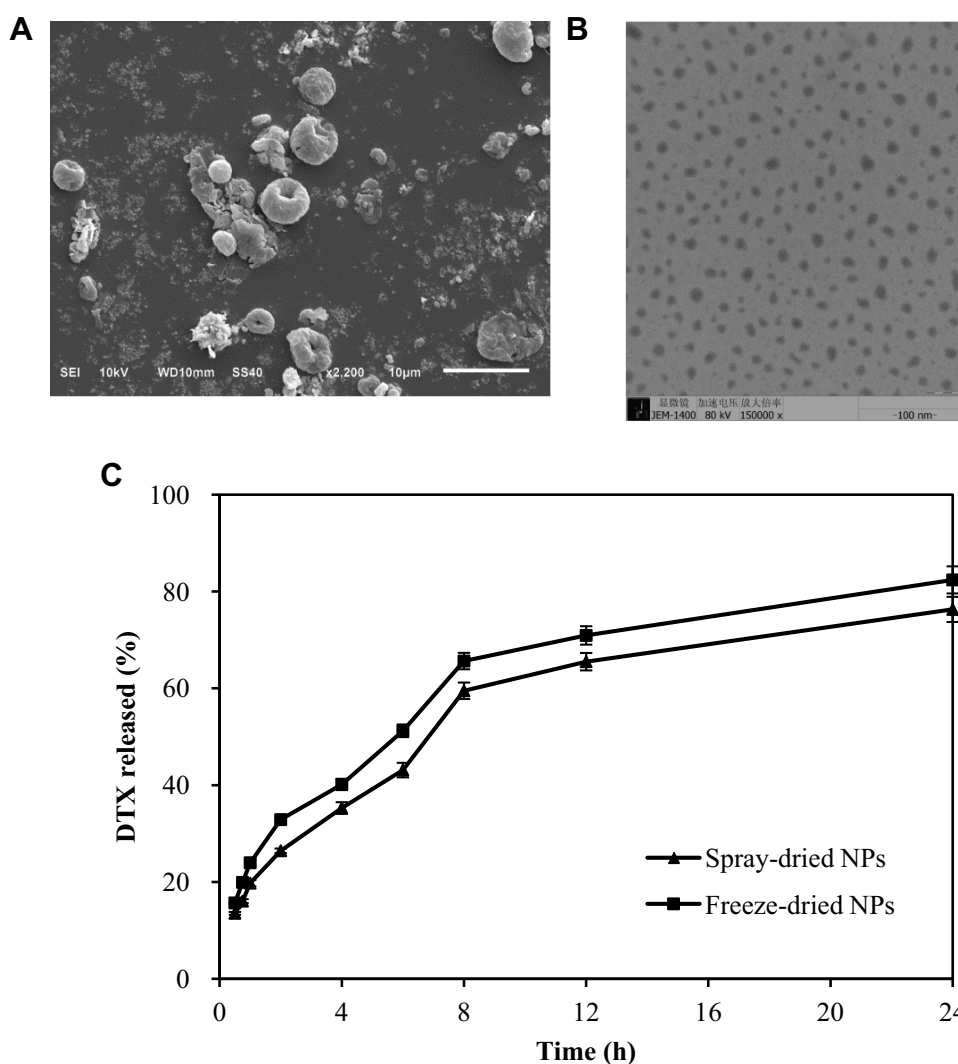 A
SEI 10kV WD10mm SS40 x2,200 10µm
B
显微镜 加速电压 放大倍率
JEM-1400 80 kV 150000 x -100 nm-
C
100
80
60
40
20
0
DTX released (%)
Spray-dried NPs
Freeze-dried NPs
0 4 8 12 16 20 24
Time (h)